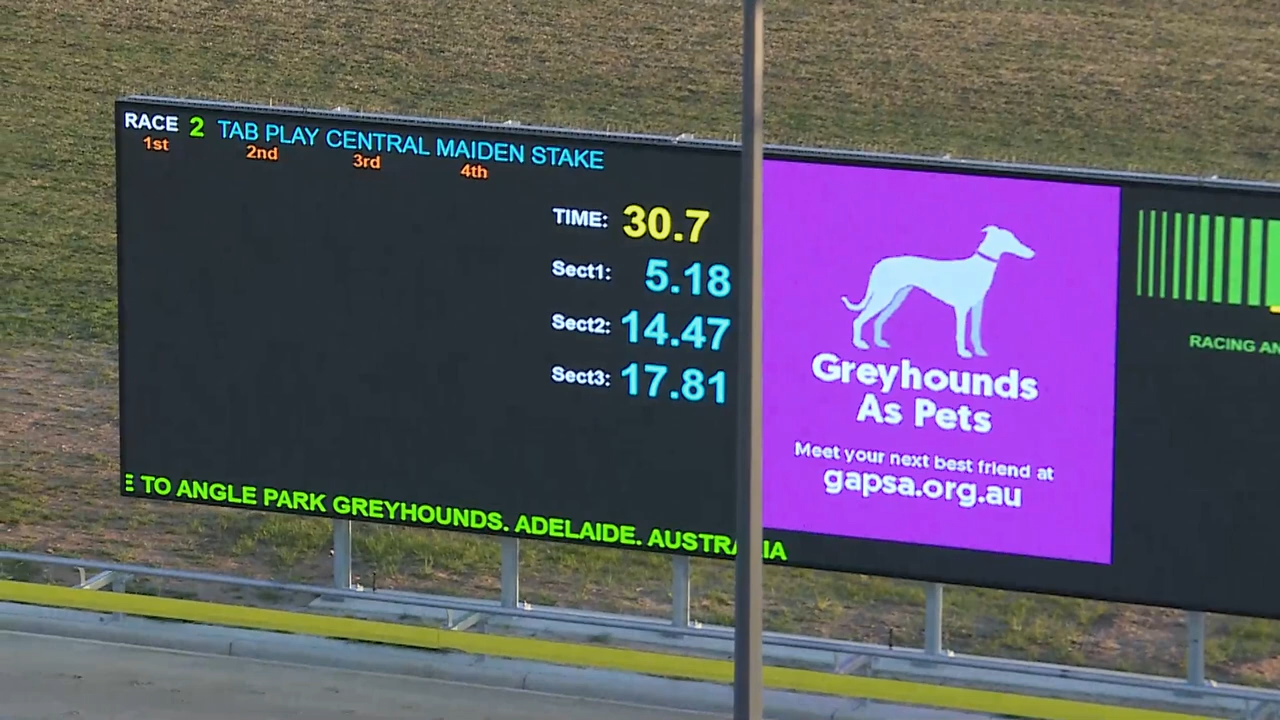 RACE 2 TAB PLAY CENTRAL MAIDEN STAKE
1st 2nd 3rd 4th
TIME: 30.7
Sect1: 5.18
Sect2: 14.47
Sect3: 17.81
E TO ANGLE PARK GREYHOUNDS. ADELAIDE. AUSTRALIA
Greyhounds
As Pets
Meet your next best friend at
gapsa.org.au
RACING AN